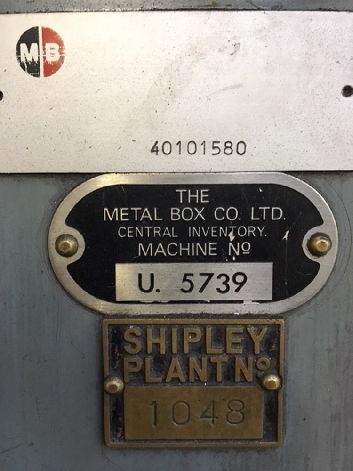 MB
40101580
THE
METAL BOX CO. LTD.
CENTRAL INVENTORY.
MACHINE Nº
U. 5739
SHIPLEY
PLANT Nº
1048